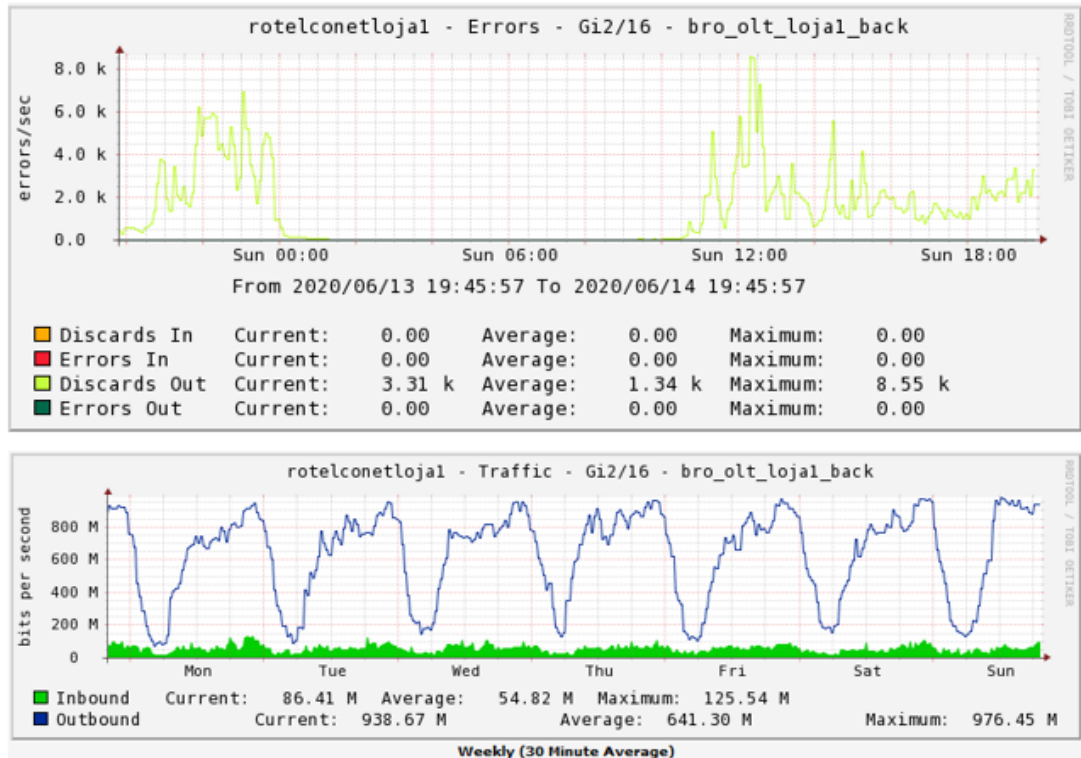 rotelconetloja1 - Errors - Gi2/16 - bro_olt_loja1_back
RRDTOOL / TOBI OETIKER
errors/sec
8.0 k
6.0 k
4.0 k
2.0 k
0.0
Sun 00:00 Sun 06:00 Sun 12:00 Sun 18:00
From 2020/06/13 19:45:57 To 2020/06/14 19:45:57
Discards In Current: 0.00 Average: 0.00 Maximum: 0.00
Errors In Current: 0.00 Average: 0.00 Maximum: 0.00
Discards Out Current: 3.31 k Average: 1.34 k Maximum: 8.55 k
Errors Out Current: 0.00 Average: 0.00 Maximum: 0.00
rotelconetloja1 - Traffic - Gi2/16 - bro_olt_loja1_back
RRDTOOL / TOBI OETIKER
bits per second
800 M
600 M
400 M
200 M
0
Mon Tue Wed Thu Fri Sat Sun
Inbound Current: 86.41 M Average: 54.82 M Maximum: 125.54 M
Outbound Current: 938.67 M Average: 641.30 M Maximum: 976.45 M
Weekly (30 Minute Average)